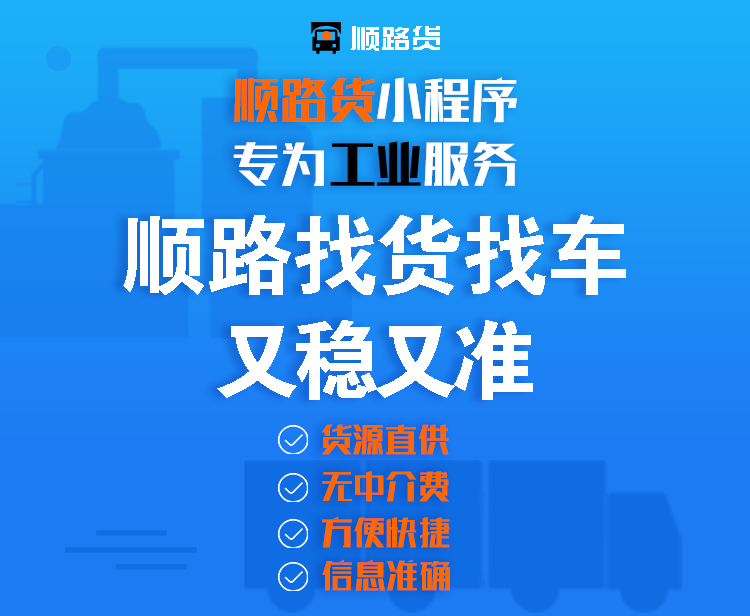 顺路货
顺路货小程序
专为工业服务
顺路找货找车
又稳又准
货源直供
无中介费
方便快捷
信息准确